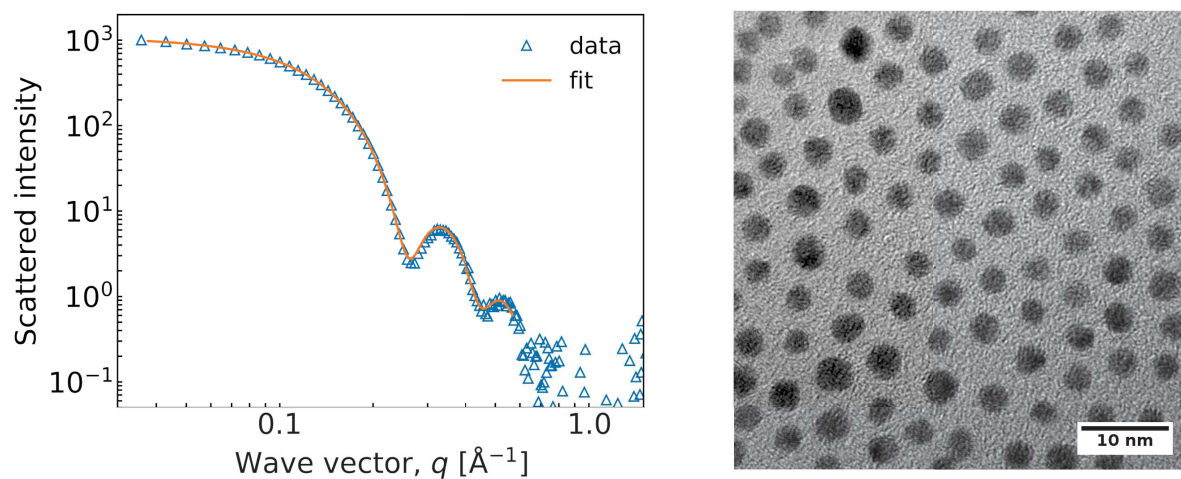 Scattered intensity
10³
10²
10¹
10⁰
10⁻¹
data
fit
0.1
1.0
Wave vector, q [Å⁻¹]
10 nm